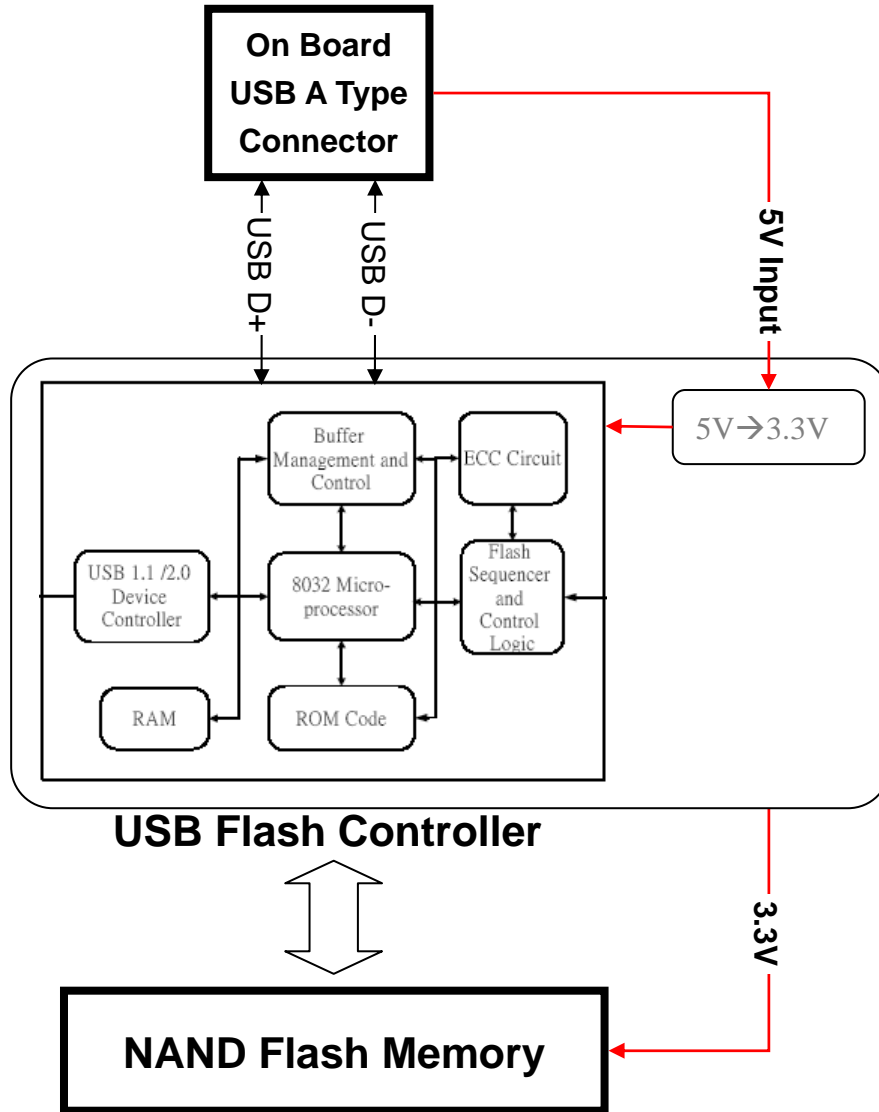 On Board
USB A Type
Connector
USB D+
USB D-
5V Input
5V→3.3V
Buffer
Management and
Control
ECC Circuit
USB 1.1 /2.0
Device
Controller
8032 Micro-
processor
Flash
Sequencer
and
Control
Logic
RAM
ROM Code
USB Flash Controller
3.3V
NAND Flash Memory